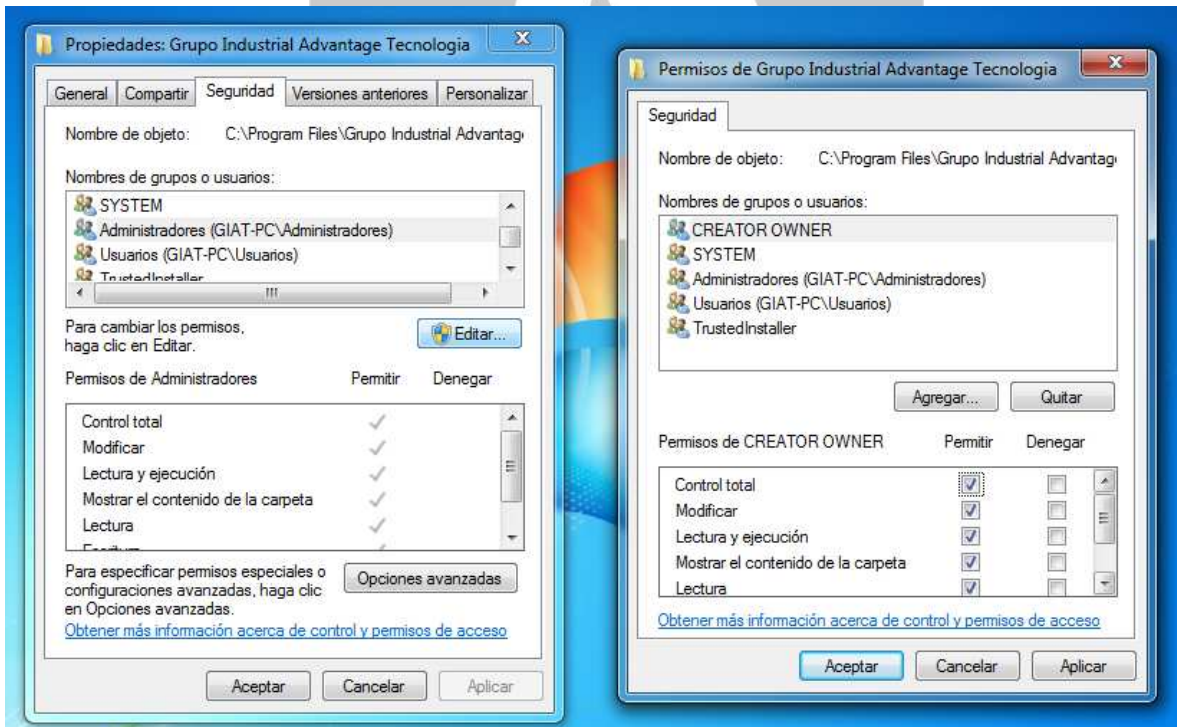 Propiedades: Grupo Industrial Advantage Tecnologia
General Compartir Seguridad Versiones anteriores Personalizar
Nombre de objeto: C:\Program Files\Grupo Industrial Advantag
Nombres de grupos o usuarios:
SYSTEM
Administradores (GIAT-PC\Administradores)
Usuarios (GIAT-PC\Usuarios)
TrustedInstaller
Para cambiar los permisos,
haga clic en Editar.
Editar...
Permisos de Administradores Permitir Denegar
Control total
Modificar
Lectura y ejecución
Mostrar el contenido de la carpeta
Lectura
Para especificar permisos especiales o
configuraciones avanzadas, haga clic
en Opciones avanzadas.
Opciones avanzadas
Obtener más información acerca de control y permisos de acceso
Aceptar Cancelar Aplicar
Permisos de Grupo Industrial Advantage Tecnologia
Seguridad
Nombre de objeto: C:\Program Files\Grupo Industrial Advantag
Nombres de grupos o usuarios:
CREATOR OWNER
SYSTEM
Administradores (GIAT-PC\Administradores)
Usuarios (GIAT-PC\Usuarios)
TrustedInstaller
Agregar... Quitar
Permisos de CREATOR OWNER Permitir Denegar
Control total
Modificar
Lectura y ejecución
Mostrar el contenido de la carpeta
Lectura
Obtener más información acerca de control y permisos de acceso
Aceptar Cancelar Aplicar